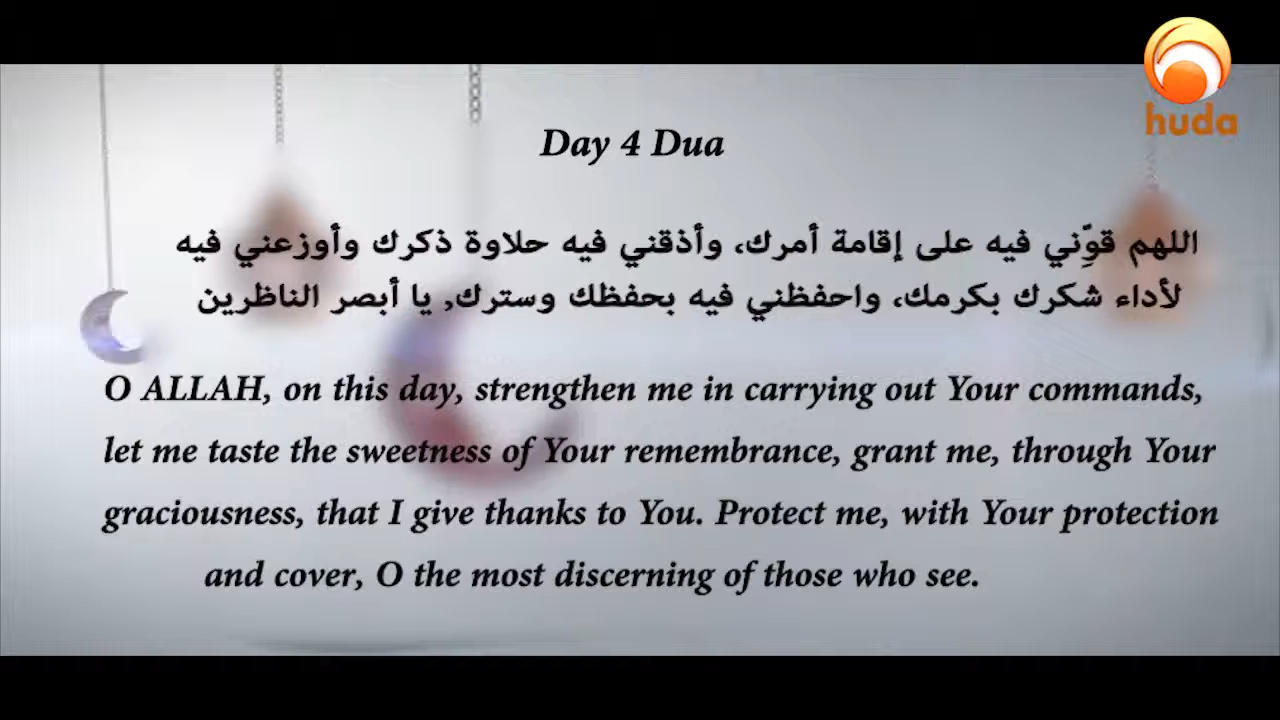 huda
Day 4 Dua
اللهم قوِّني فيه على إقامة أمرك، وأذقني فيه حلاوة ذكرك وأوزعني فيه
لأداء شكرك بكرمك، واحفظني فيه بحفظك وسترك, يا أبصر الناظرين
O ALLAH, on this day, strengthen me in carrying out Your commands,
let me taste the sweetness of Your remembrance, grant me, through Your
graciousness, that I give thanks to You. Protect me, with Your protection
and cover, O the most discerning of those who see.